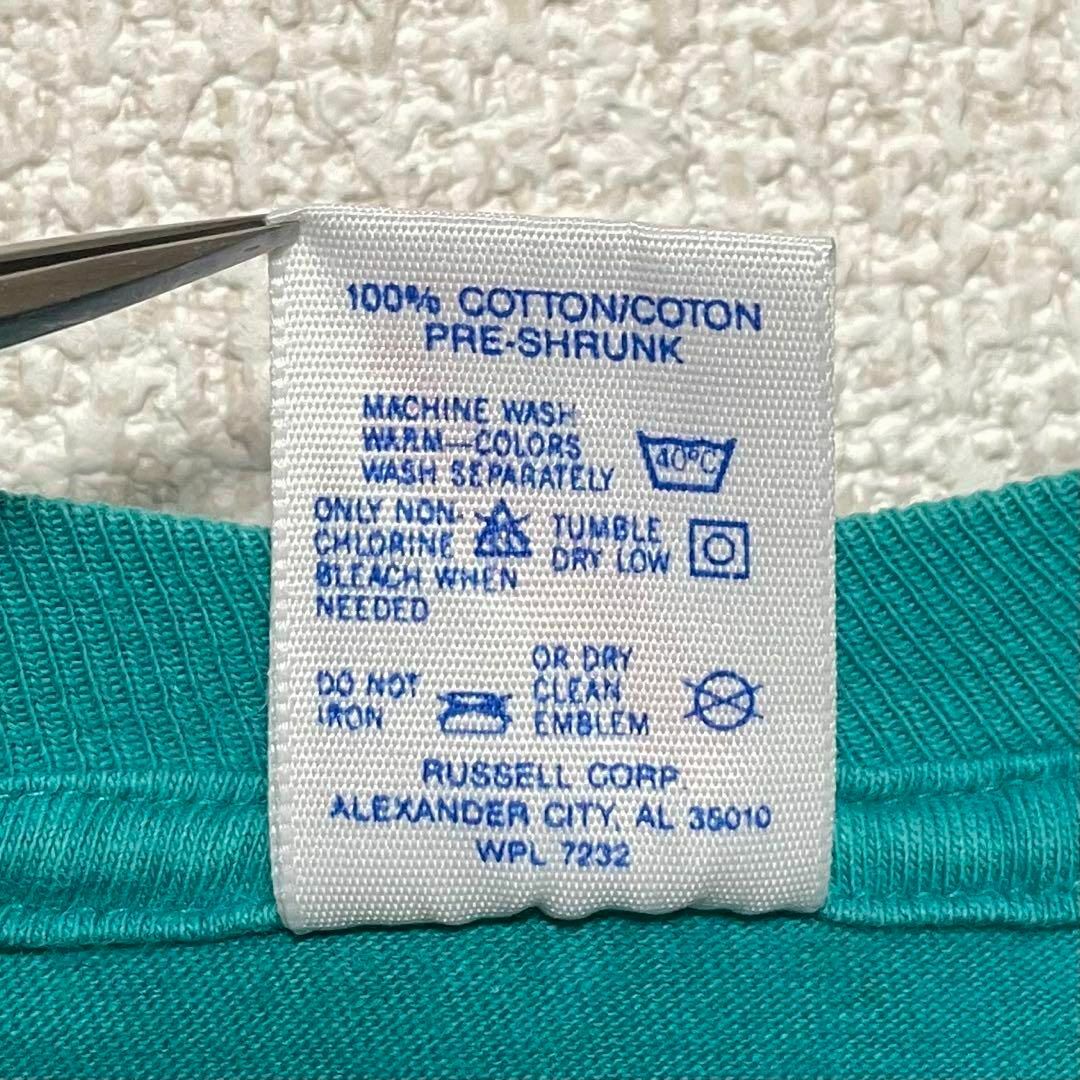 100% COTTON/COTON
PRE-SHRUNK
MACHINE WASH
WARM—COLORS
WASH SEPARATELY
40°C
ONLY NON-
CHLORINE
BLEACH WHEN
NEEDED
TUMBLE
DRY LOW
DO NOT
IRON
OR DRY
CLEAN
EMBLEM
RUSSELL CORP.
ALEXANDER CITY, AL 35010
WPL 7232